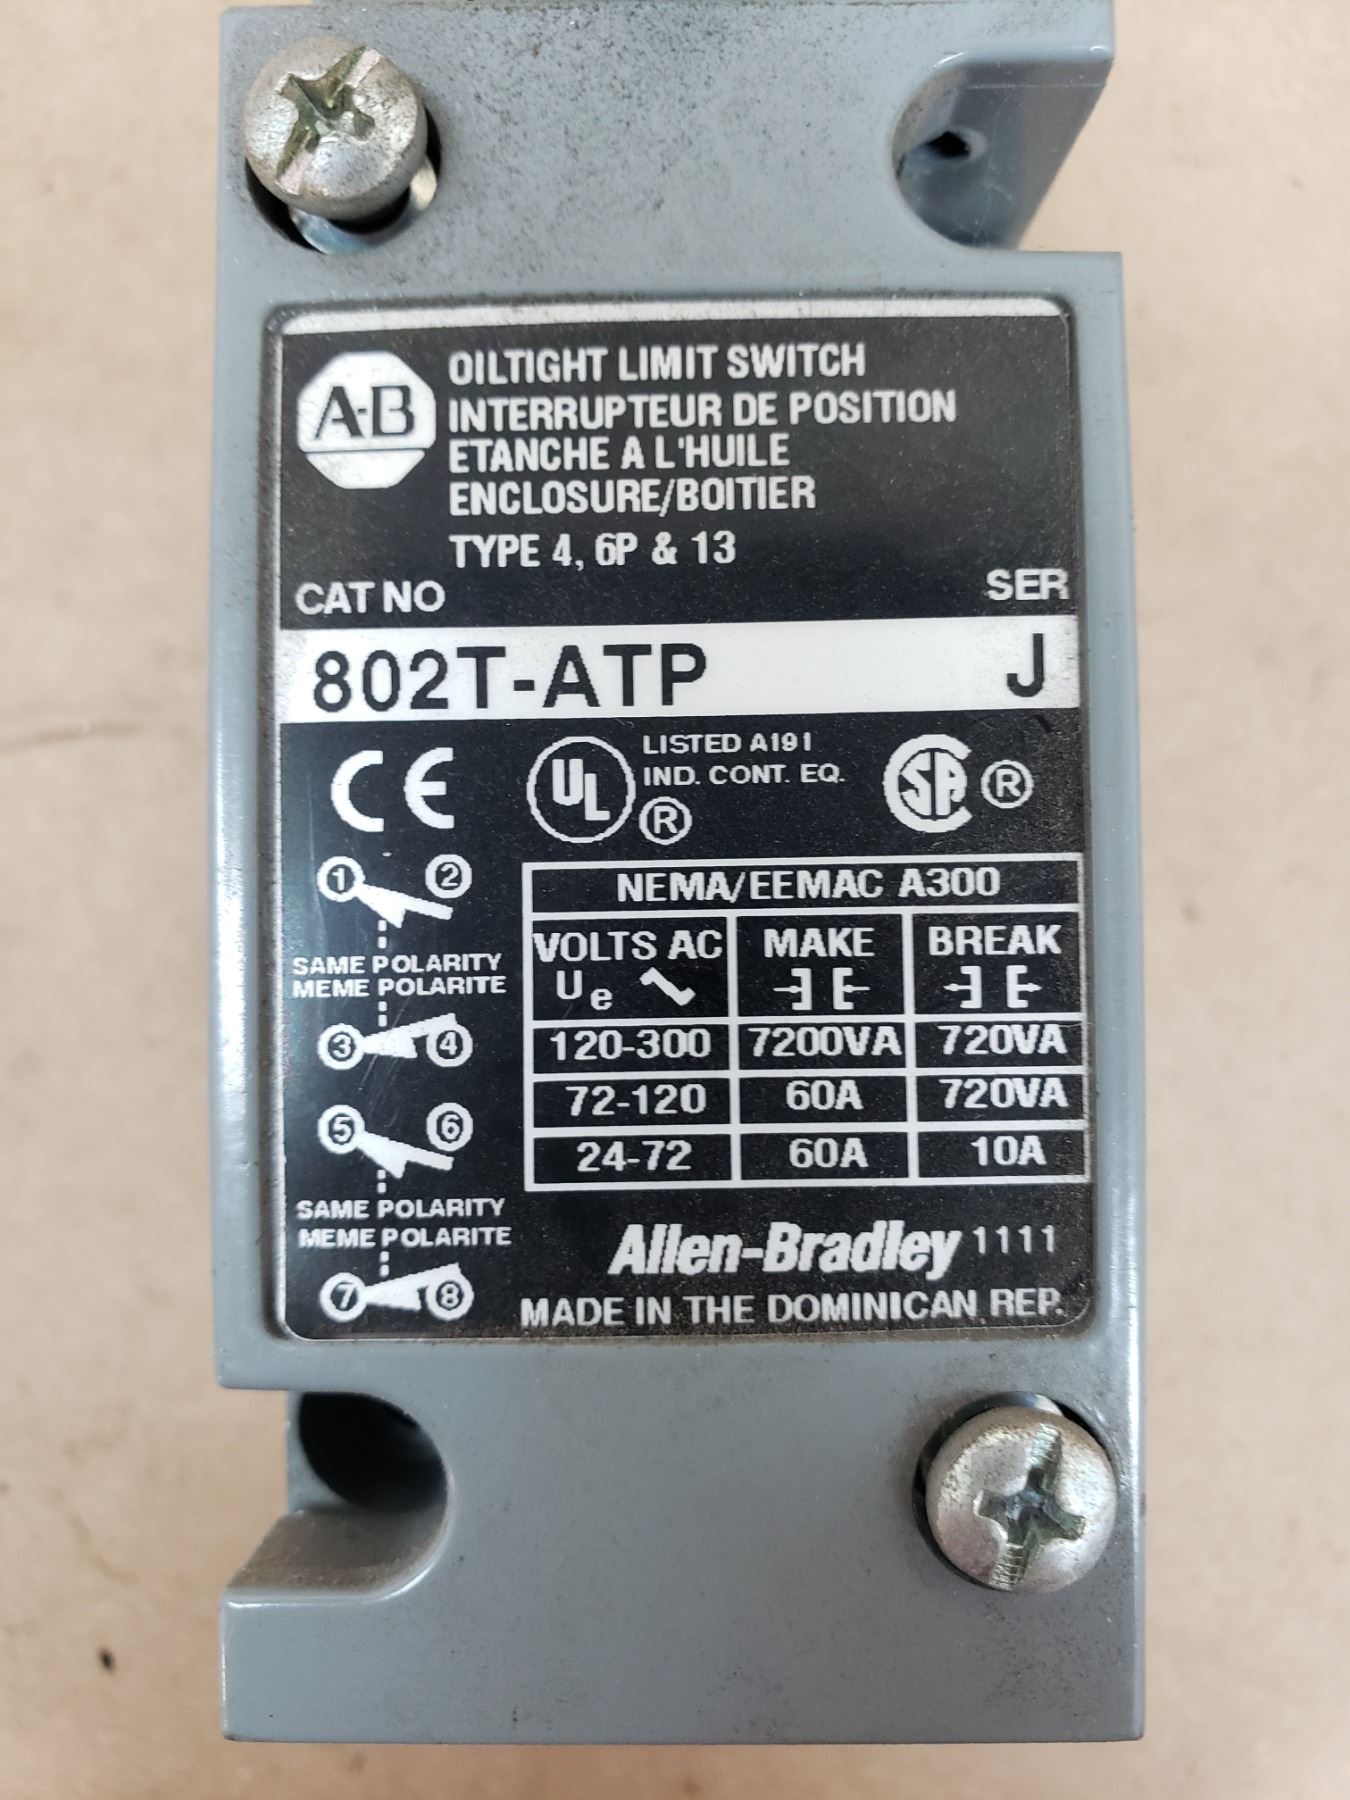 A-B
OILTIGHT LIMIT SWITCH
INTERRUPTEUR DE POSITION
ETANCHE A L'HUILE
ENCLOSURE/BOITIER
TYPE 4, 6P & 13
CAT NO SER
802T-ATP J
CE
UL
LISTED A191
IND. CONT. EQ.
®
SA ®
1 2
SAME POLARITY
MEME POLARITE
3 4
5 6
SAME POLARITY
MEME POLARITE
7 8
NEMA/EEMAC A300
VOLTS AC MAKE BREAK
Ue
120-300 7200VA 720VA
72-120 60A 720VA
24-72 60A 10A
Allen-Bradley 1111
MADE IN THE DOMINICAN REP.